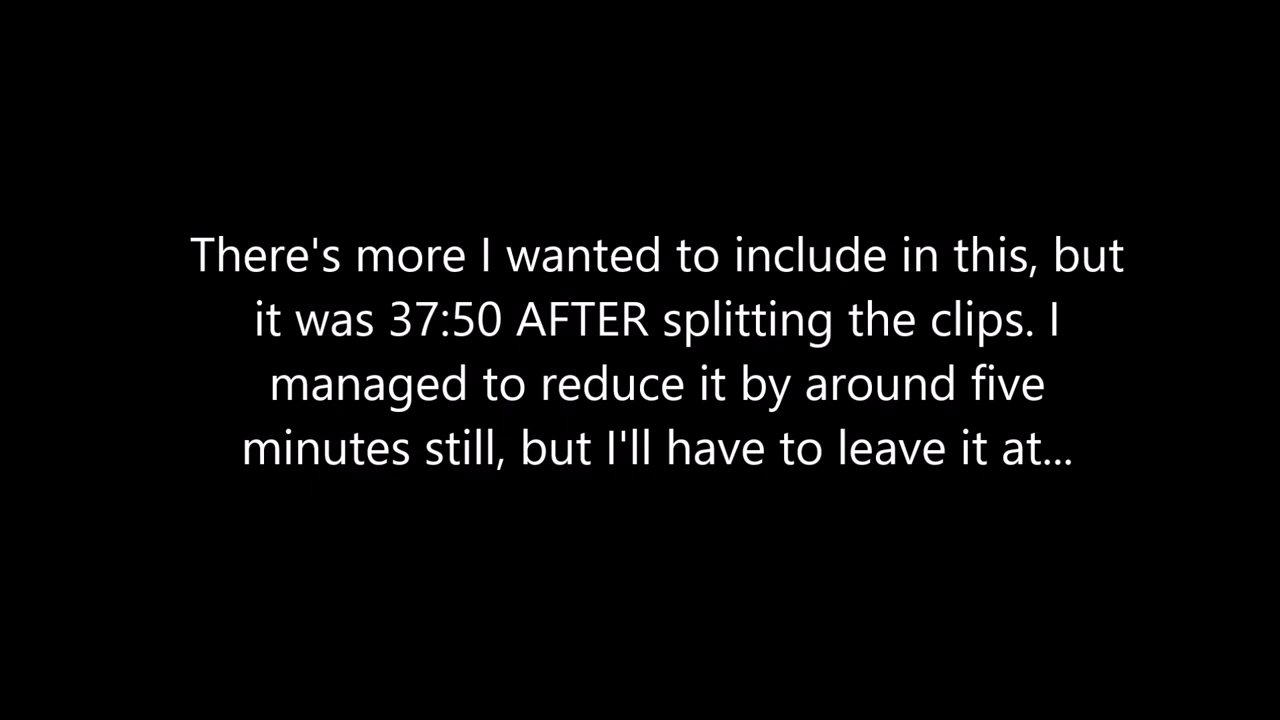 There's more I wanted to include in this, but
it was 37:50 AFTER splitting the clips. I
managed to reduce it by around five
minutes still, but I'll have to leave it at...